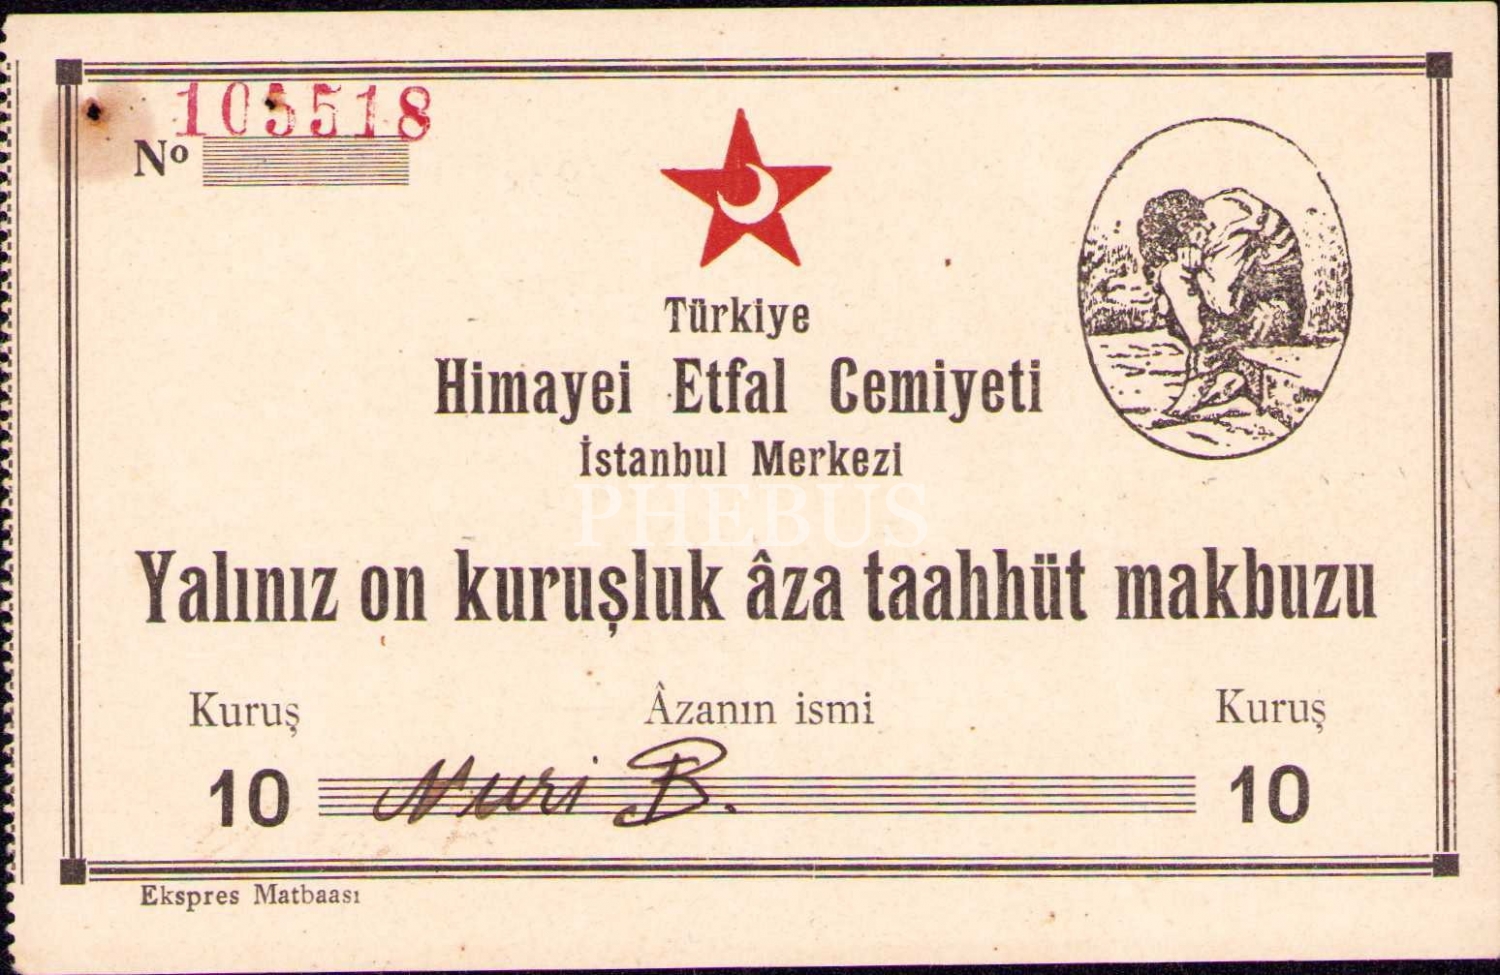 105518
Nº
Türkiye
Himayei Etfal Cemiyeti
İstanbul Merkezi
PHEBUS
Yalınız on kuruşluk âza taahhüt makbuzu
Kuruş Âzanın ismi Kuruş
10 Nuri B. 10
Ekspres Matbaası